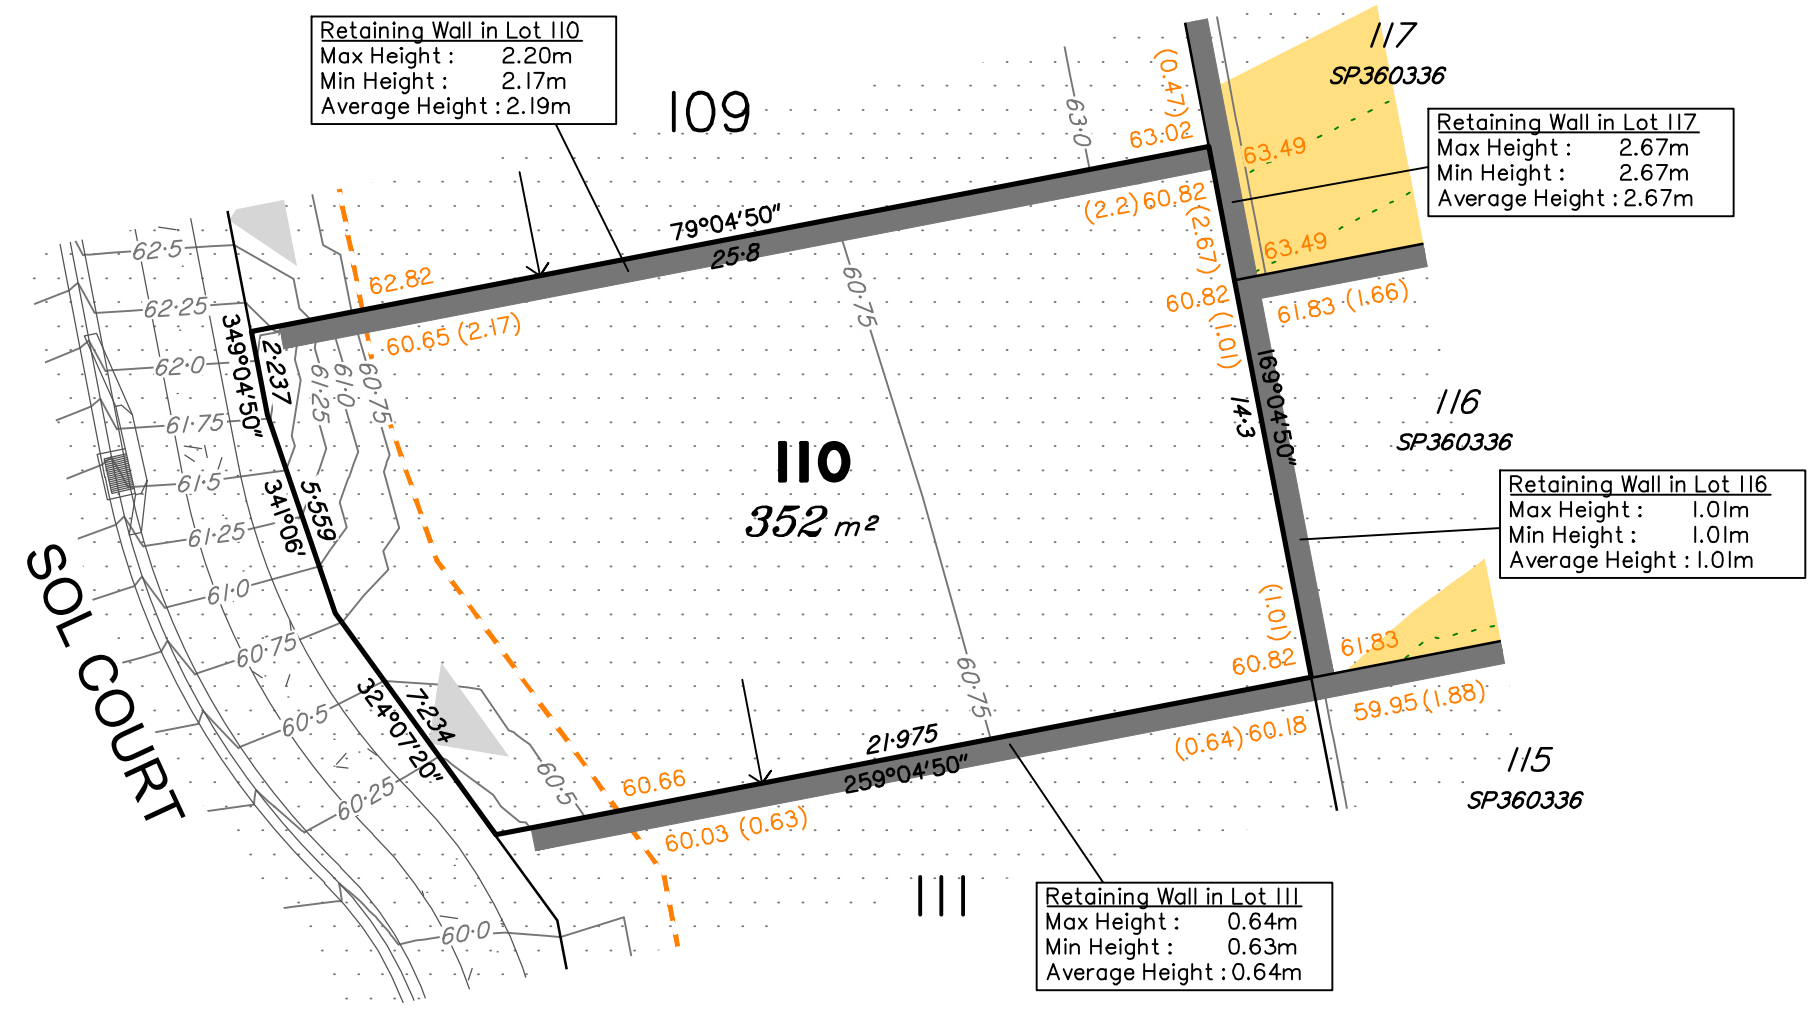 Retaining Wall in Lot 110
Max Height : 2.20m
Min Height : 2.17m
Average Height : 2.19m
109
63.0
(0.47)
63.02
117
SP360336
Retaining Wall in Lot 117
Max Height : 2.67m
Min Height : 2.67m
Average Height : 2.67m
63.49
(2.2) 60.82
(2.67)
63.49
79°04'50"
25.8
62.82
60.65 (2.17)
60.82
(1.01)
61.83 (1.66)
62.5
62.25
62.0
61.75
61.5
61.25
61.0
60.75
60.5
60.25
60.0
349°04'50"
2.237
61.25
61.0
60.75
60.75
341°06'
5.559
110
352 m²
169°04'50"
14.3
116
SP360336
Retaining Wall in Lot 116
Max Height : 1.01m
Min Height : 1.01m
Average Height : 1.01m
SOL COURT
324°07'20"
7.234
60.5
60.75
(1.01)
60.82
61.83
59.95 (1.88)
(0.64) 60.18
21.975
259°04'50"
60.66
60.03 (0.63)
115
SP360336
111
Retaining Wall in Lot 111
Max Height : 0.64m
Min Height : 0.63m
Average Height : 0.64m